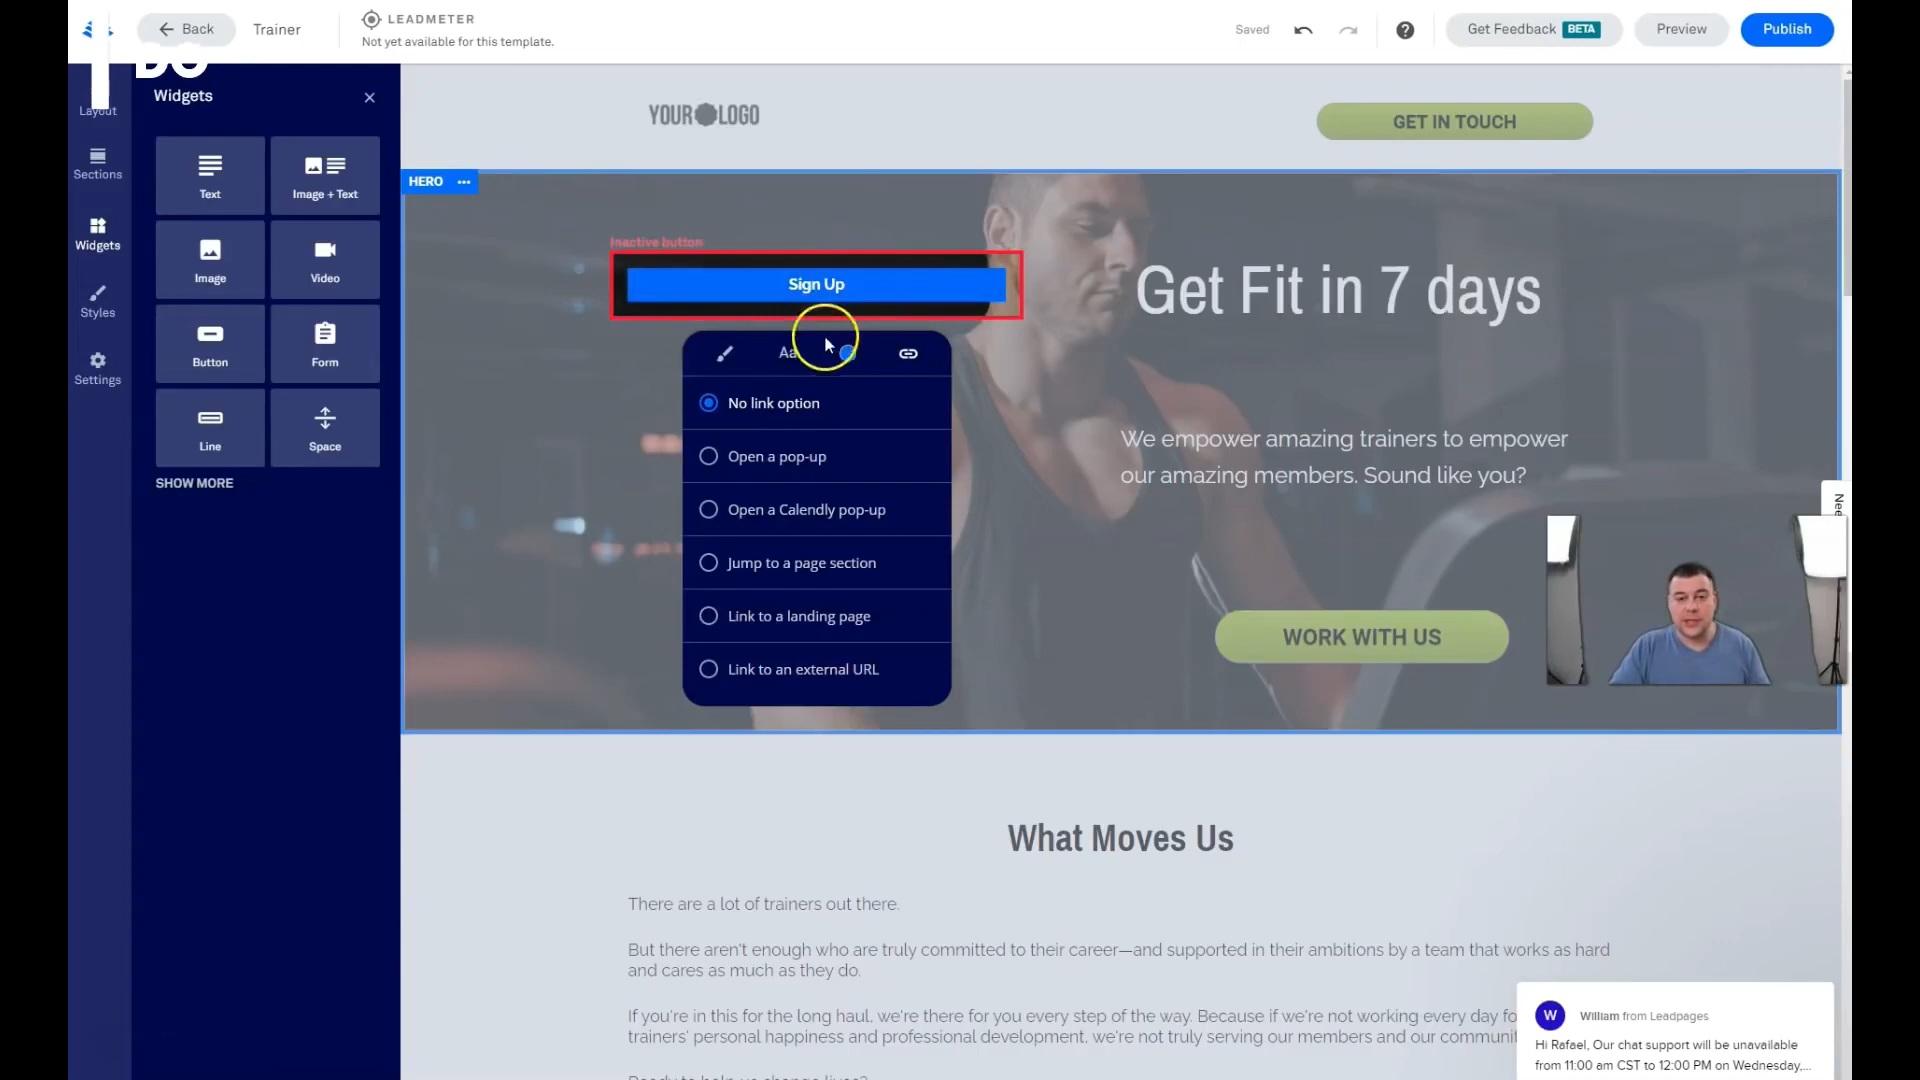 Back
Trainer
LEADMETER
Not yet available for this template.
Saved
Get Feedback BETA
Preview
Publish
Widgets
Layout
Sections
Widgets
Styles
Settings
Text
Image + Text
Image
Video
Button
Form
Line
Space
SHOW MORE
YOUR LOGO
GET IN TOUCH
HERO
Inactive button
Sign Up
Aa
No link option
Open a pop-up
Open a Calendly pop-up
Jump to a page section
Link to a landing page
Link to an external URL
Get Fit in 7 days
We empower amazing trainers to empower
our amazing members. Sound like you?
WORK WITH US
What Moves Us
There are a lot of trainers out there.
But there aren't enough who are truly committed to their career—and supported in their ambitions by a team that works as hard
and cares as much as they do.
If you're in this for the long haul, we're there for you every step of the way. Because if we're not working every day fo
trainers' personal happiness and professional development, we're not truly serving our members and our communit
W
William from Leadpages
Hi Rafael, Our chat support will be unavailable
from 11:00 am CST to 12:00 PM on Wednesday,...